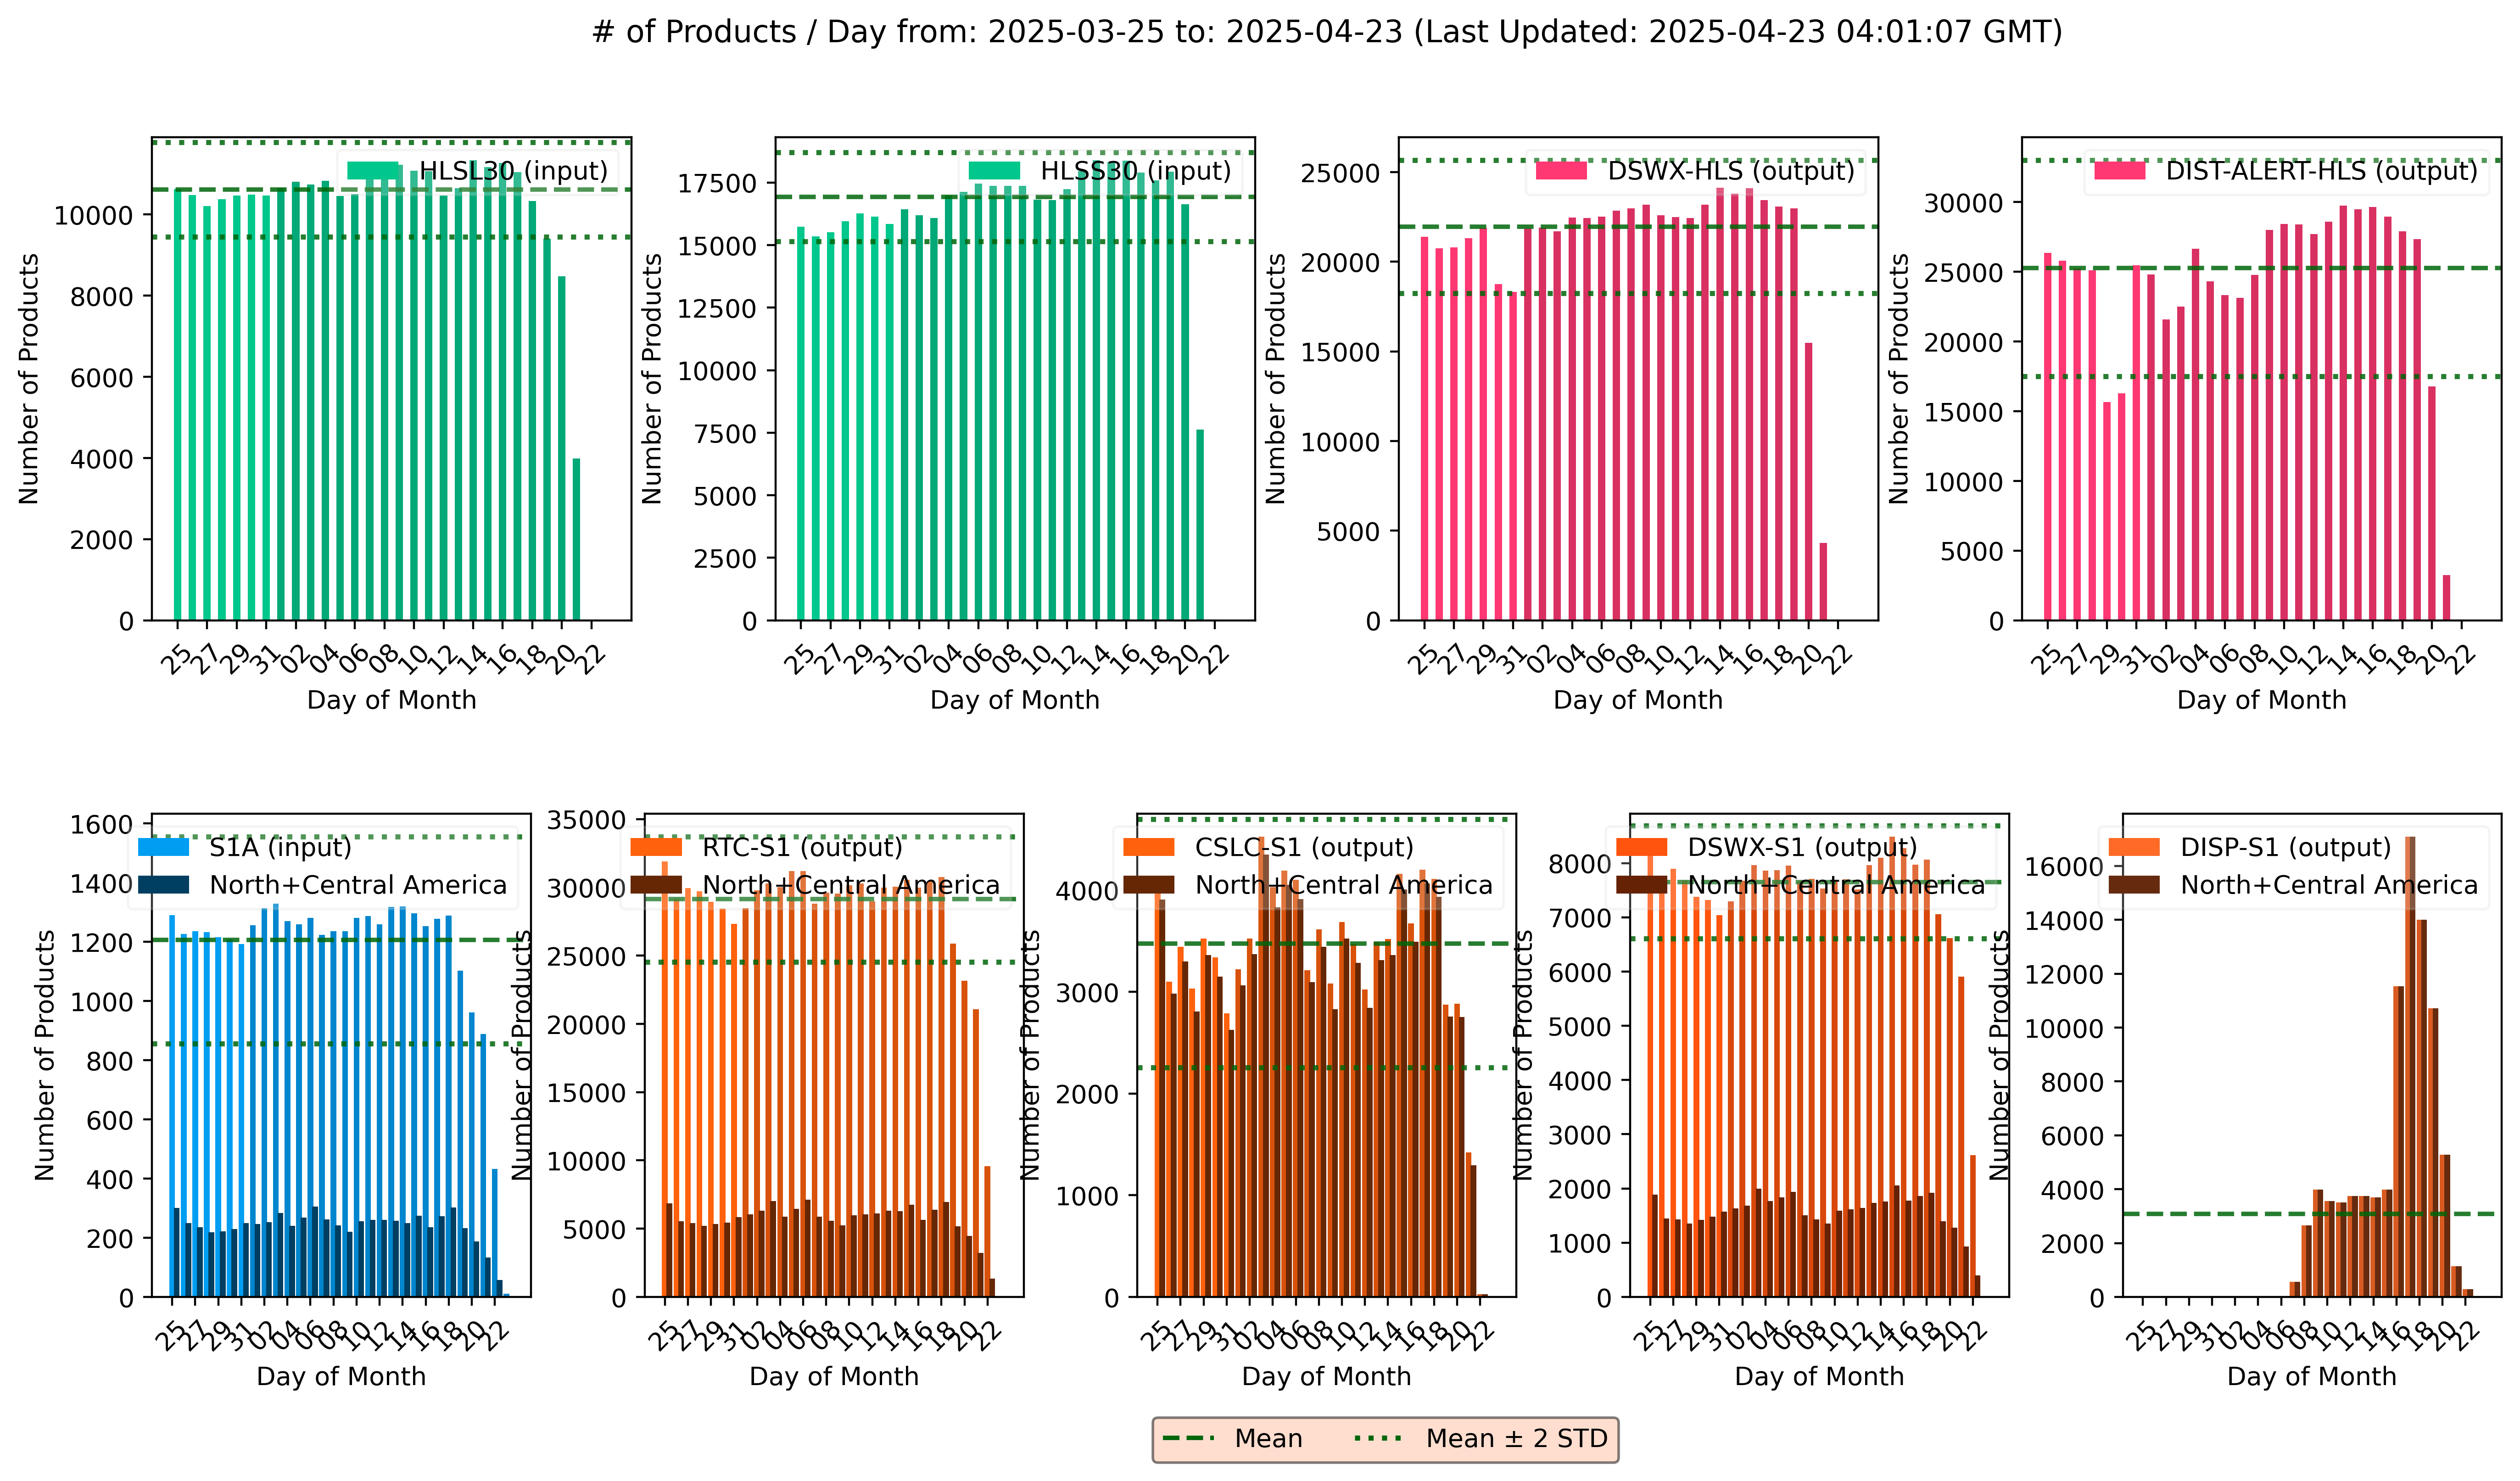 # of Products / Day from: 2025-03-25 to: 2025-04-23 (Last Updated: 2025-04-23 04:01:07 GMT)
HLSL30 (input)
Number of Products
10000
8000
6000
4000
2000
0
25 27 29 31 02 04 06 08 10 12 14 16 18 20 22
Day of Month
HLSS30 (input)
Number of Products
17500
15000
12500
10000
7500
5000
2500
0
25 27 29 31 02 04 06 08 10 12 14 16 18 20 22
Day of Month
DSWX-HLS (output)
Number of Products
25000
20000
15000
10000
5000
0
25 27 29 31 02 04 06 08 10 12 14 16 18 20 22
Day of Month
DIST-ALERT-HLS (output)
Number of Products
30000
25000
20000
15000
10000
5000
0
25 27 29 31 02 04 06 08 10 12 14 16 18 20 22
Day of Month
S1A (input)
North+Central America
Number of Products
1600
1400
1200
1000
800
600
400
200
0
25 27 29 31 02 04 06 08 10 12 14 16 18 20 22
Day of Month
RTC-S1 (output)
North+Central America
Number of Products
35000
30000
25000
20000
15000
10000
5000
0
25 27 29 31 02 04 06 08 10 12 14 16 18 20 22
Day of Month
CSLC-S1 (output)
North+Central America
Number of Products
4000
3000
2000
1000
0
25 27 29 31 02 04 06 08 10 12 14 16 18 20 22
Day of Month
DSWX-S1 (output)
North+Central America
Number of Products
8000
7000
6000
5000
4000
3000
2000
1000
0
25 27 29 31 02 04 06 08 10 12 14 16 18 20 22
Day of Month
DISP-S1 (output)
North+Central America
Number of Products
16000
14000
12000
10000
8000
6000
4000
2000
0
25 27 29 31 02 04 06 08 10 12 14 16 18 20 22
Day of Month
Mean
Mean ± 2 STD